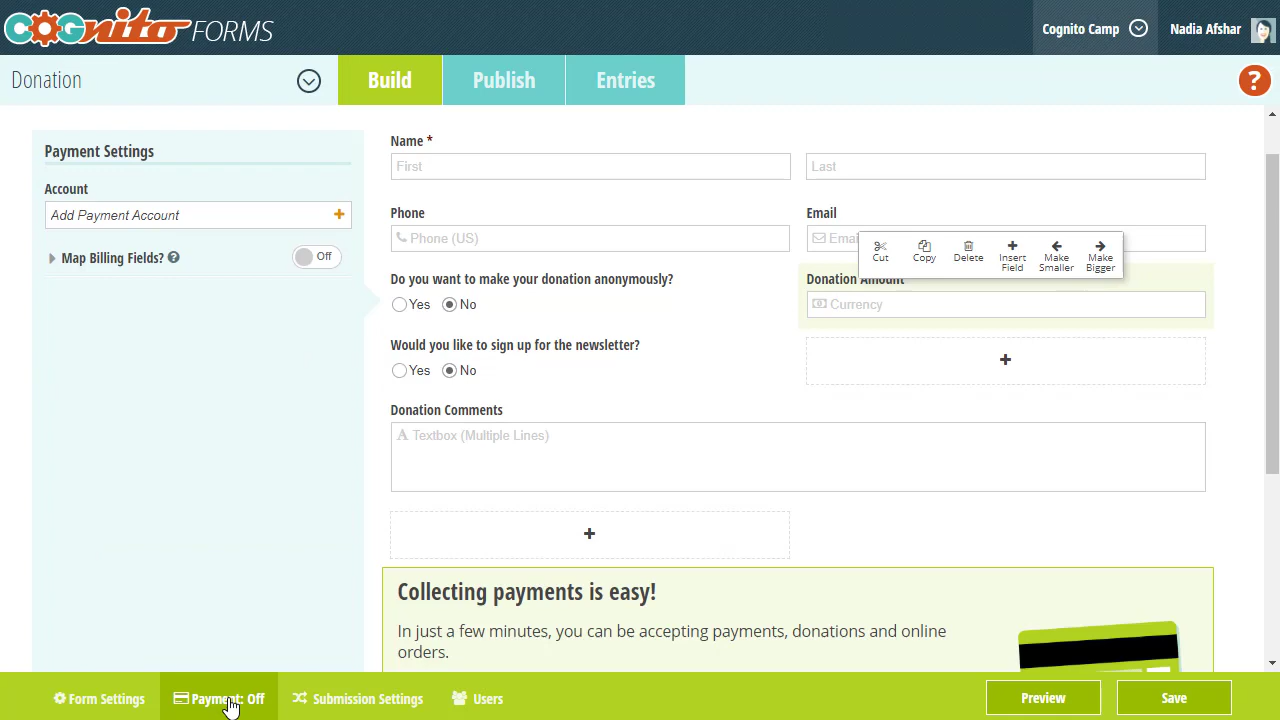 COGnito FORMS
Cognito Camp
Nadia Afshar
Donation
Build
Publish
Entries
?
Payment Settings
Account
Add Payment Account
Map Billing Fields? ?
Off
Name *
First
Last
Phone
Email
Phone (US)
Cut
Copy
Delete
Insert Field
Make Smaller
Make Bigger
Do you want to make your donation anonymously?
Yes
No
Donation Amount
Currency
Would you like to sign up for the newsletter?
Yes
No
Donation Comments
A Textbox (Multiple Lines)
Collecting payments is easy!
In just a few minutes, you can be accepting payments, donations and online
orders.
Form Settings
Payment: Off
Submission Settings
Users
Preview
Save